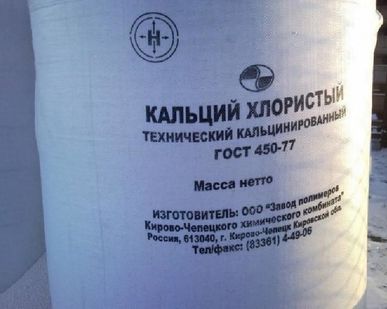 Н
КАЛЬЦИЙ ХЛОРИСТЫЙ
ТЕХНИЧЕСКИЙ КАЛЬЦИНИРОВАННЫЙ
ГОСТ 450-77
Масса нетто
ИЗГОТОВИТЕЛЬ: ООО "Завод полимеров
Кирово-Чепецкого химического комбината"
Россия, 613040, г. Кирово-Чепецк Кировской обл.
Тел/факс: (83361) 4-49-06